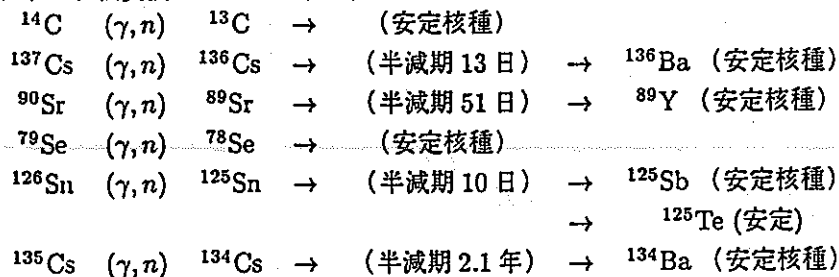 ¹⁴C (γ, n) ¹³C → (安定核種)
¹³⁷Cs (γ, n) ¹³⁶Cs → (半減期 13 日) → ¹³⁶Ba (安定核種)
⁹⁰Sr (γ, n) ⁸⁹Sr → (半減期 51 日) → ⁸⁹Y (安定核種)
⁷⁹Se (γ, n) ⁷⁸Se → (安定核種)
¹²⁶Sn (γ, n) ¹²⁵Sn → (半減期 10 日) → ¹²⁵Sb (安定核種)
→ ¹²⁵Te (安定)
¹³⁵Cs (γ, n) ¹³⁴Cs → (半減期 2.1 年) → ¹³⁴Ba (安定核種)